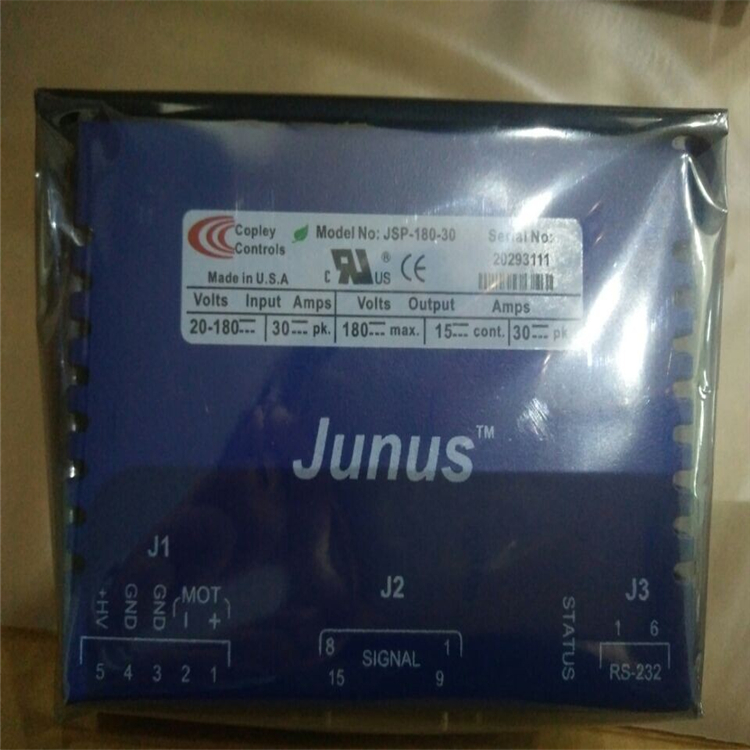 Copley Controls Model No: JSP-180-30 Serial No:
20293111
C RU ® US CE
Made in U.S.A
Volts Input Amps Volts Output Amps
20-180 30 pk. 180 max. 15 cont. 30 pk
Junus™
J1 J2 J3
+HV GND GND MOT - +
5 4 3 2 1
8 1
SIGNAL
15 9
STATUS
1 6
RS-232